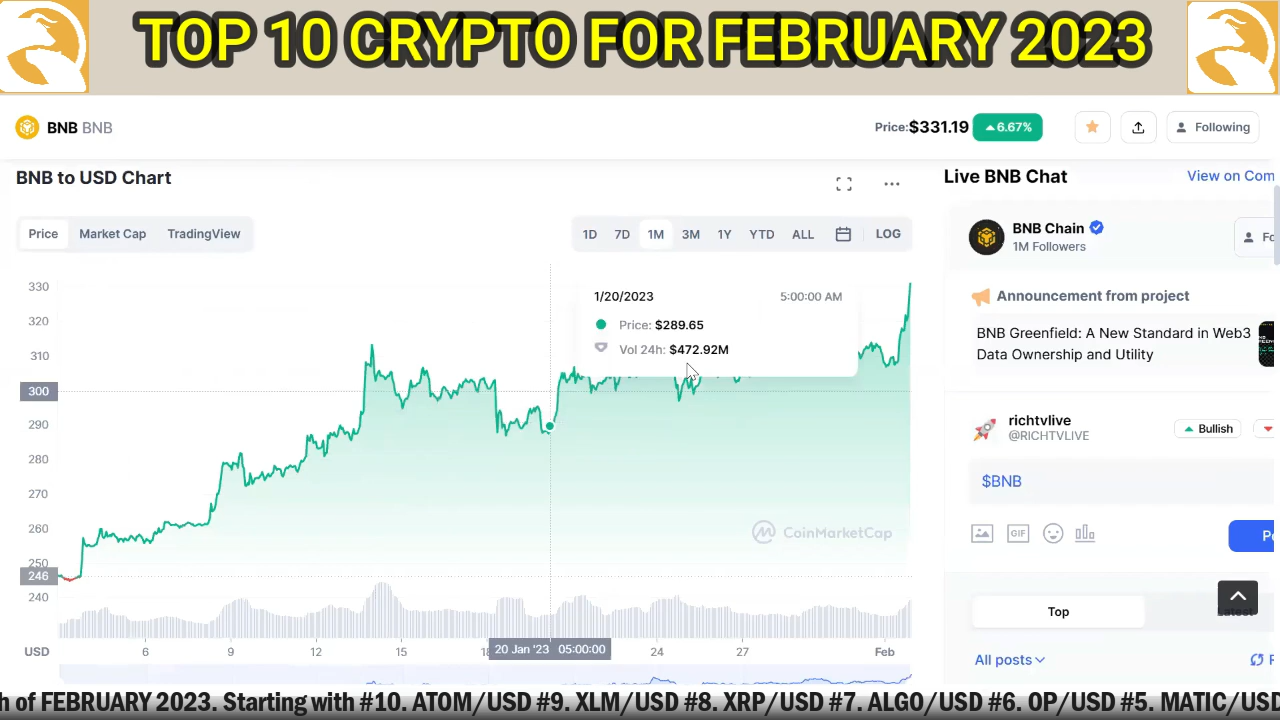 TOP 10 CRYPTO FOR FEBRUARY 2023
BNB BNB
Price:$331.19 6.67%
Following
BNB to USD Chart
Live BNB Chat
View on Com
Price Market Cap TradingView
1D 7D 1M 3M 1Y YTD ALL LOG
BNB Chain
1M Followers
Fo
330
320
310
300
290
280
270
260
250
246
240
1/20/2023 5:00:00 AM
Price: $289.65
Vol 24h: $472.92M
CoinMarketCap
Announcement from project
BNB Greenfield: A New Standard in Web3
Data Ownership and Utility
richtvlive
@RICHTVLIVE
Bullish
$BNB
GIF
Po
Top Latest
All posts
R
USD 6 9 12 15 18 20 Jan '23 05:00:00 24 27 Feb
h of FEBRUARY 2023. Starting with #10. ATOM/USD #9. XLM/USD #8. XRP/USD #7. ALGO/USD #6. OP/USD #5. MATIC/USD